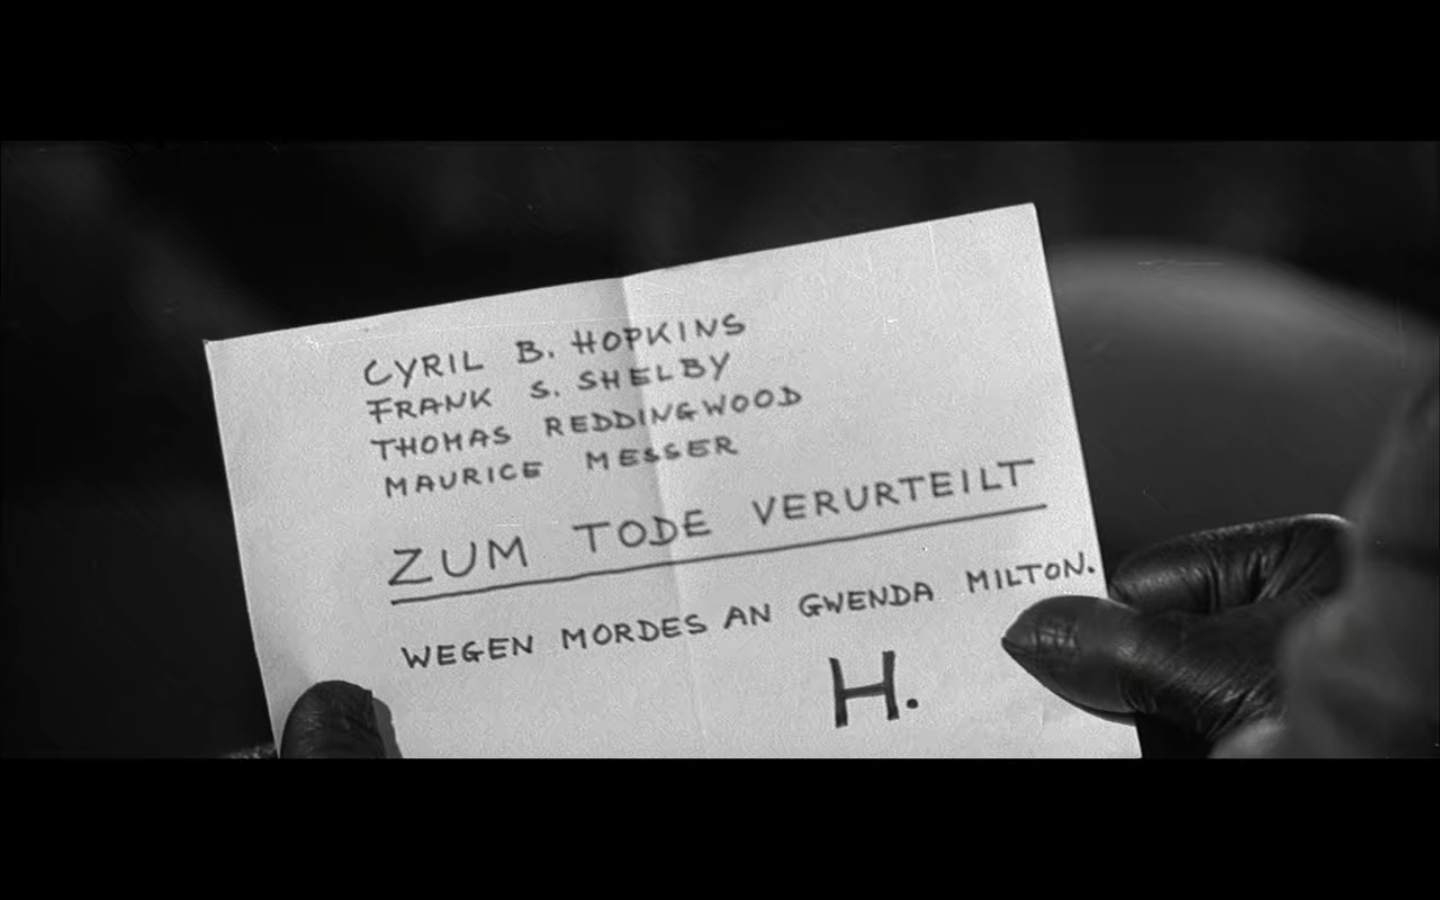 CYRIL B. HOPKINS
FRANK S. SHELBY
THOMAS REDDINGWOOD
MAURICE MESSER
ZUM TODE VERURTEILT
WEGEN MORDES AN GWENDA MILTON.
H.